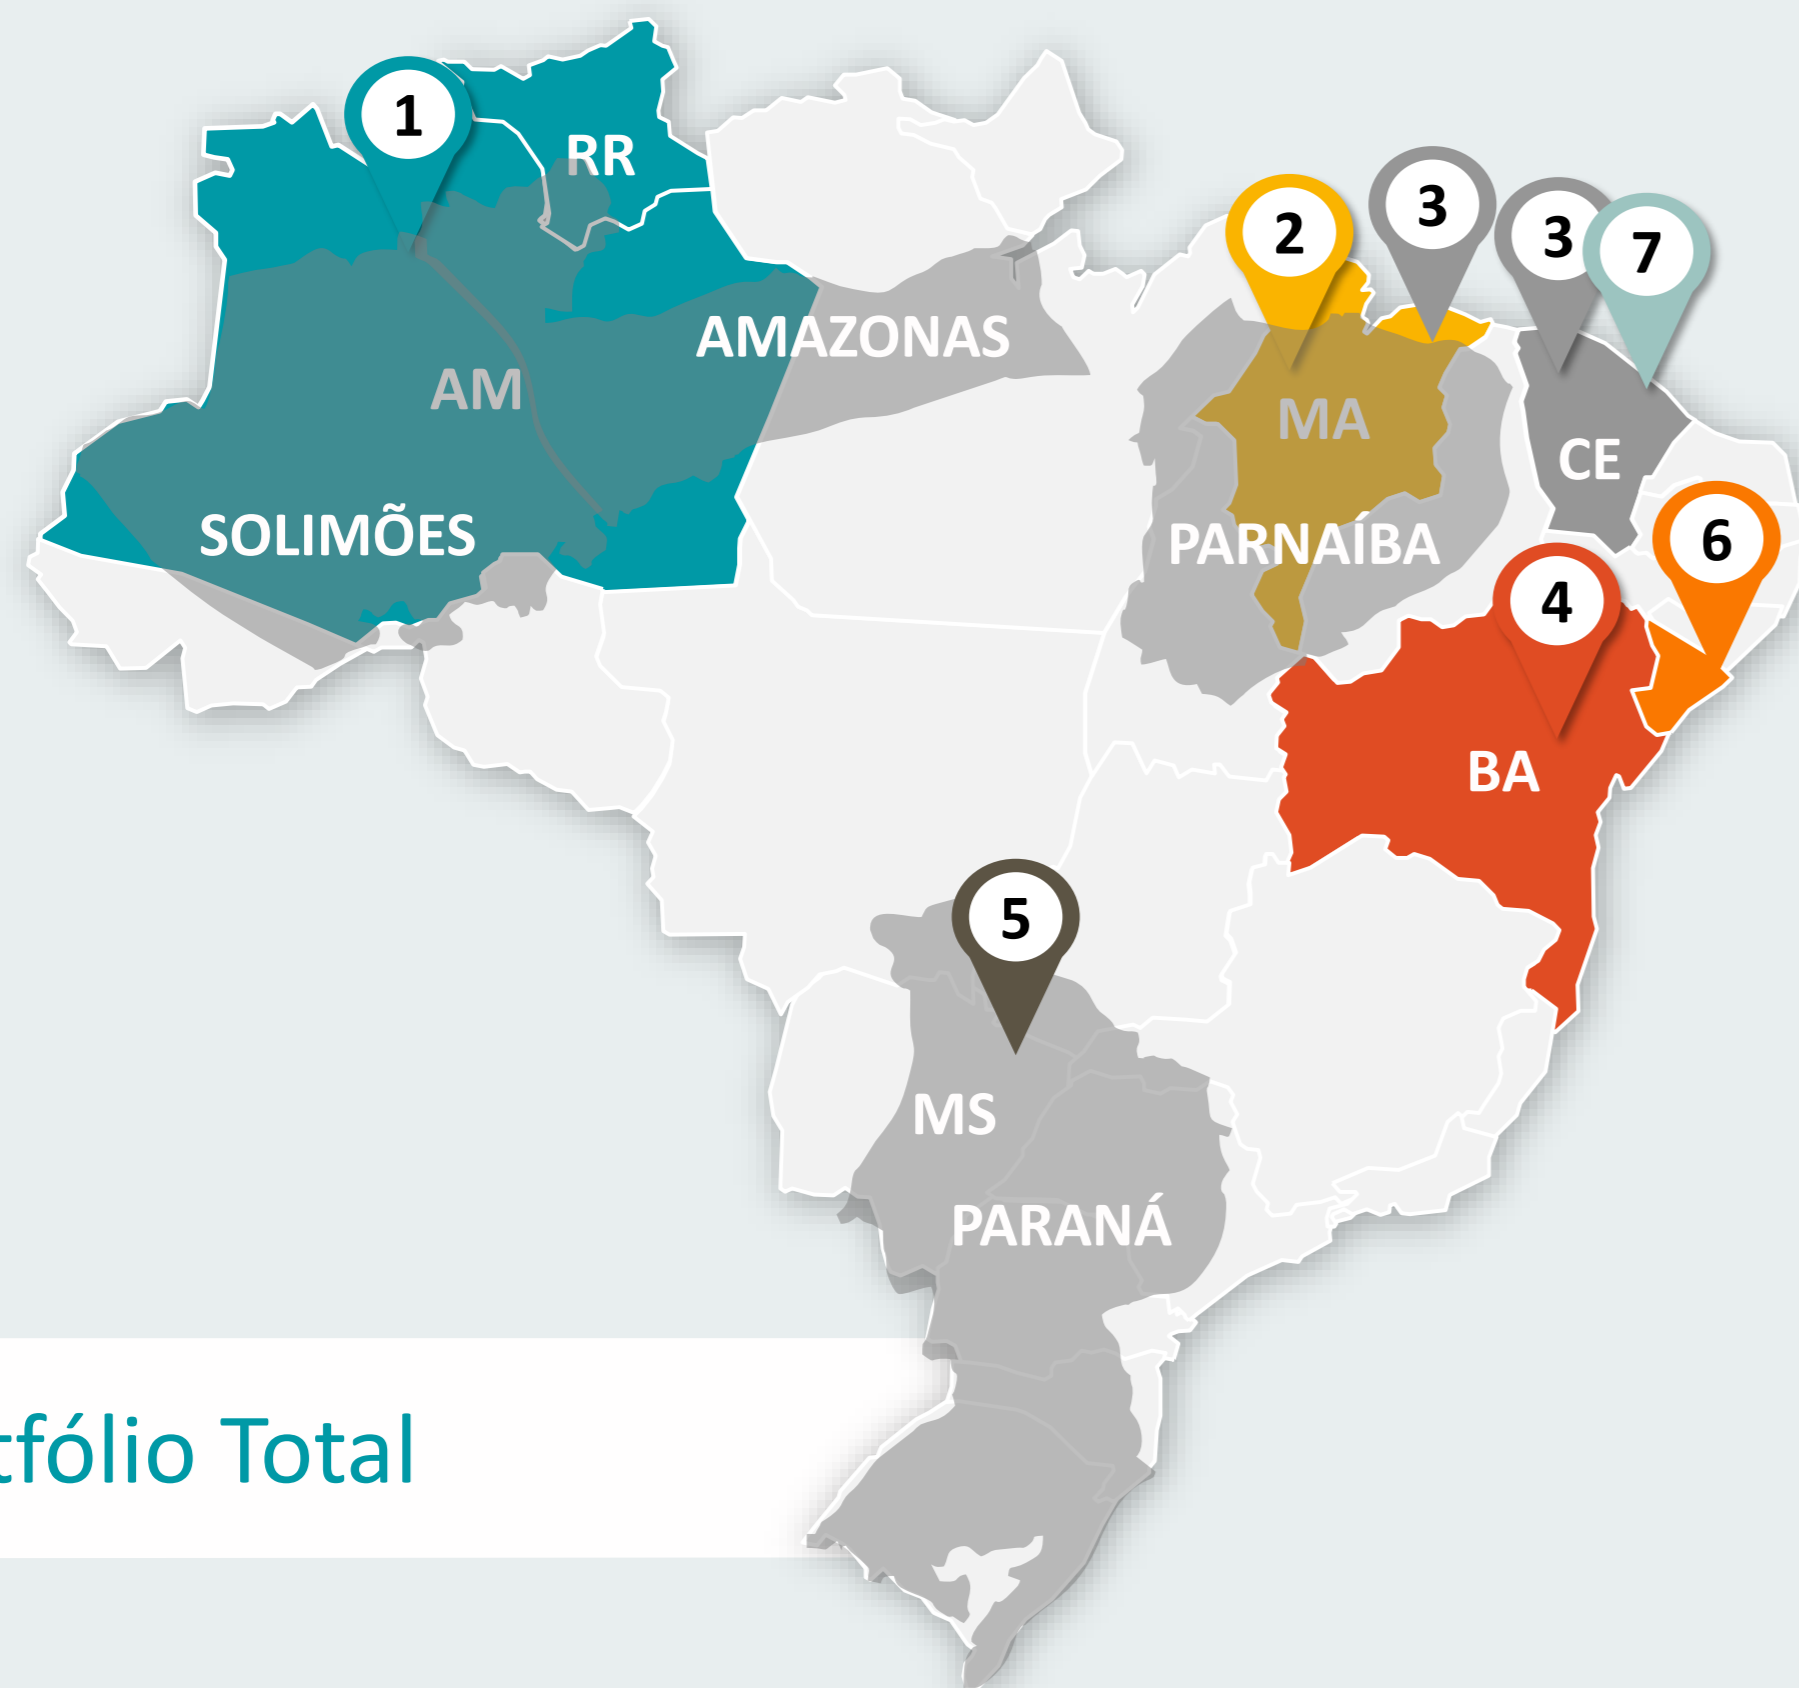 1
RR
2
3
3
7
AMAZONAS
AM
MA
CE
SOLIMÕES
PARNAÍBA
6
4
BA
5
MS
PARANÁ
tfólio Total